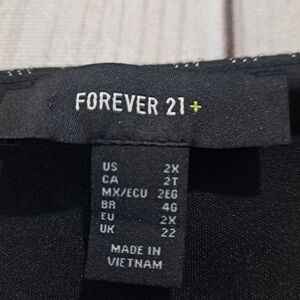 FOREVER 21+
US 2X
CA 2T
MX/ECU 2EG
BR 4G
EU 2X
UK 22
MADE IN
VIETNAM